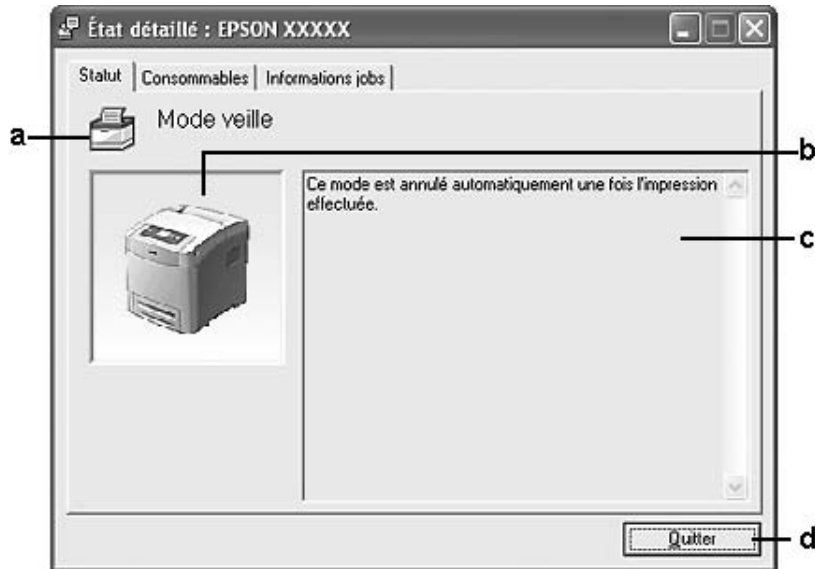 État détaillé : EPSON XXXXX
Statut Consommables Informations jobs
a
Mode veille
b
Ce mode est annulé automatiquement une fois l'impression
effectuée.
c
Quitter
d